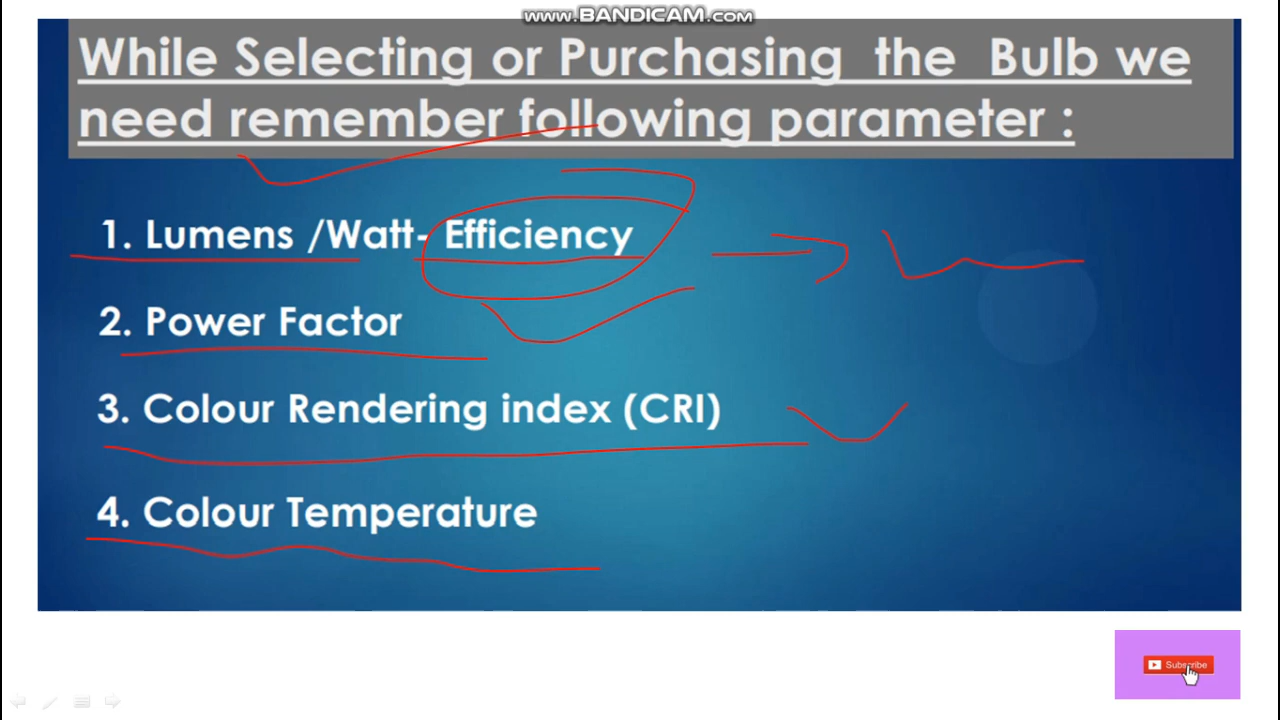 www.BANDICAM.com
While Selecting or Purchasing the Bulb we
need remember following parameter :
1. Lumens /Watt- Efficiency
2. Power Factor
3. Colour Rendering index (CRI)
4. Colour Temperature
Subscribe